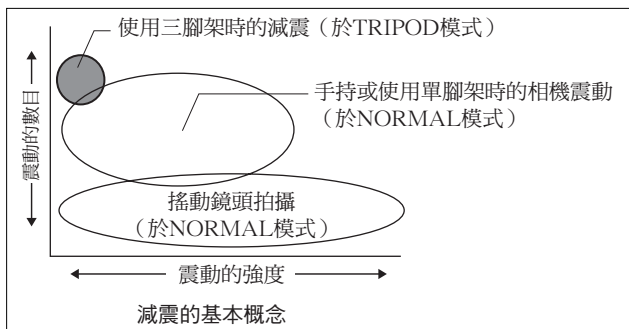 使用三腳架時的減震（於TRIPOD模式）
手持或使用單腳架時的相機震動
（於NORMAL模式）
震動的數目
搖動鏡頭拍攝
（於NORMAL模式）
震動的強度
減震的基本概念